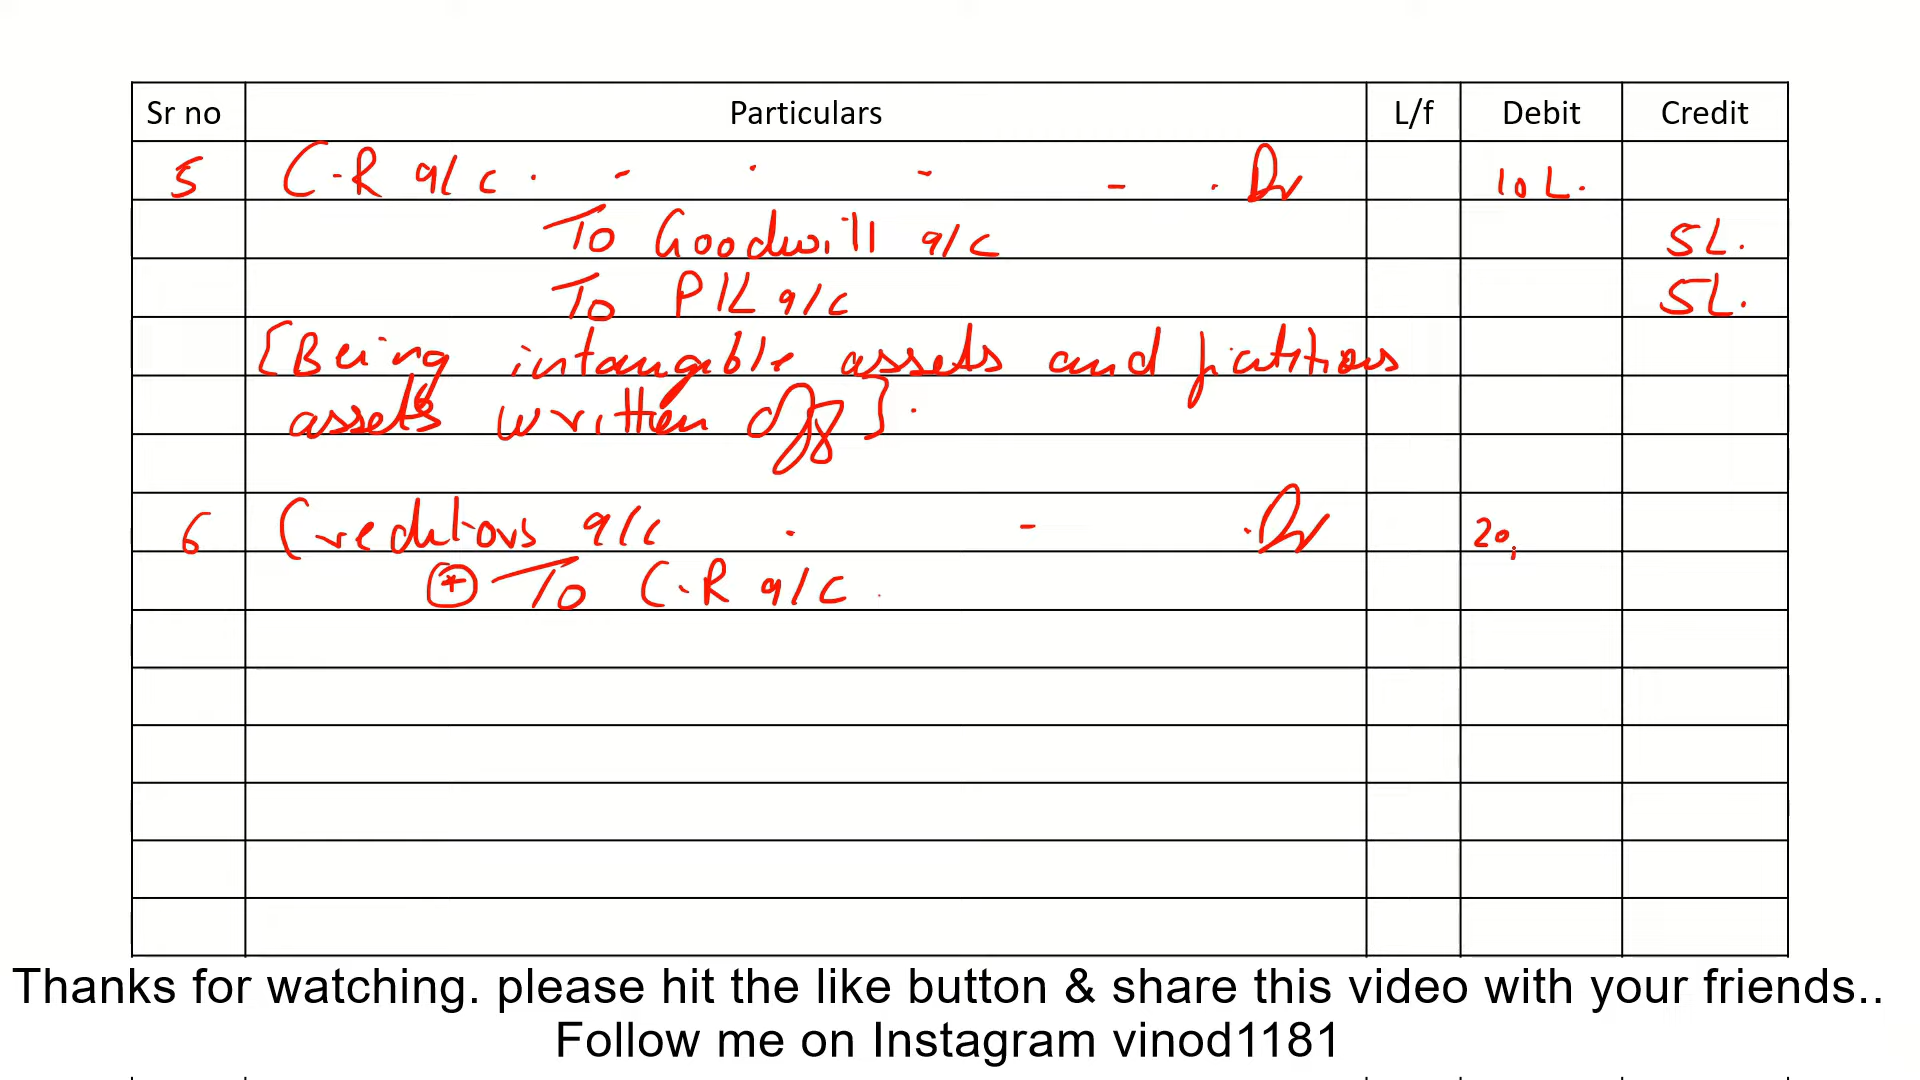 Sr no Particulars L/f Debit Credit
5 C-R a/c . - . - - . Dr 10 L.
To Goodwill a/c 5L.
To P/L a/c 5L.
[Being intangible assets and fictitious
assets written off].
6 Creditors a/c . - . Dr 20,
+ To C.R a/c .
Thanks for watching. please hit the like button & share this video with your friends..
Follow me on Instagram vinod1181